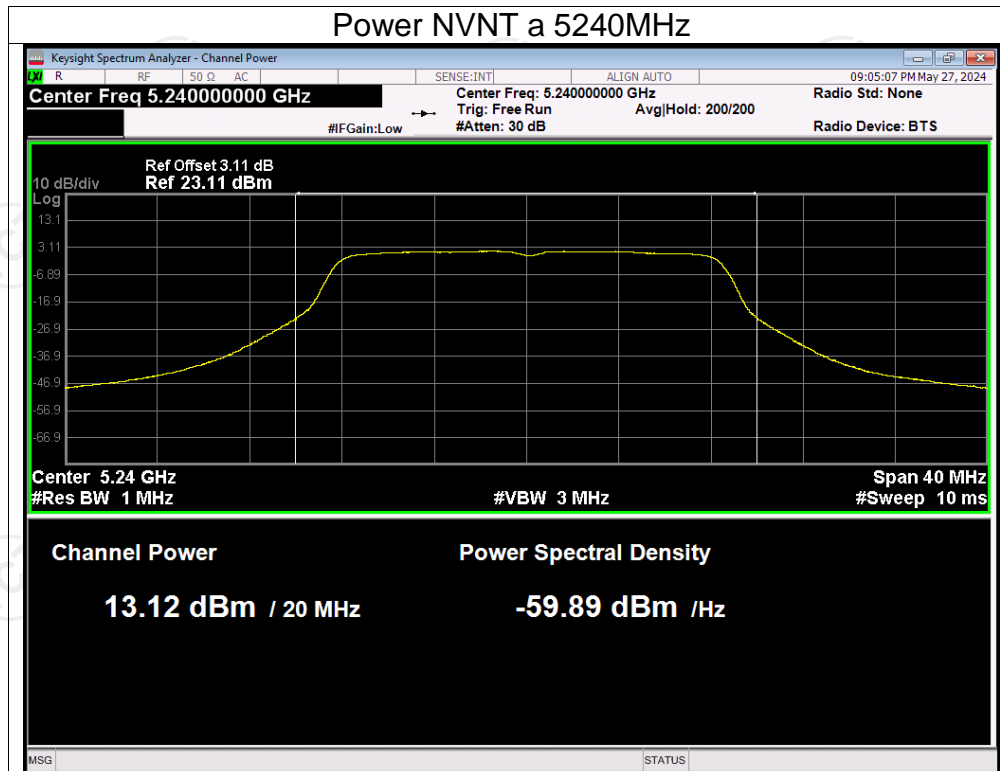 Power NVNT a 5240MHz
Keysight Spectrum Analyzer - Channel Power
LXI R RF 50 Ω AC SENSE:INT ALIGN AUTO 09:05:07 PM May 27, 2024
Center Freq 5.240000000 GHz Center Freq: 5.240000000 GHz Radio Std: None
Trig: Free Run Avg|Hold: 200/200
#IFGain:Low #Atten: 30 dB Radio Device: BTS
Ref Offset 3.11 dB
10 dB/div Ref 23.11 dBm
Log
13.1
3.11
-6.89
-16.9
-26.9
-36.9
-46.9
-56.9
-66.9
Center 5.24 GHz Span 40 MHz
#Res BW 1 MHz #VBW 3 MHz #Sweep 10 ms
Channel Power Power Spectral Density
13.12 dBm / 20 MHz -59.89 dBm /Hz
MSG STATUS